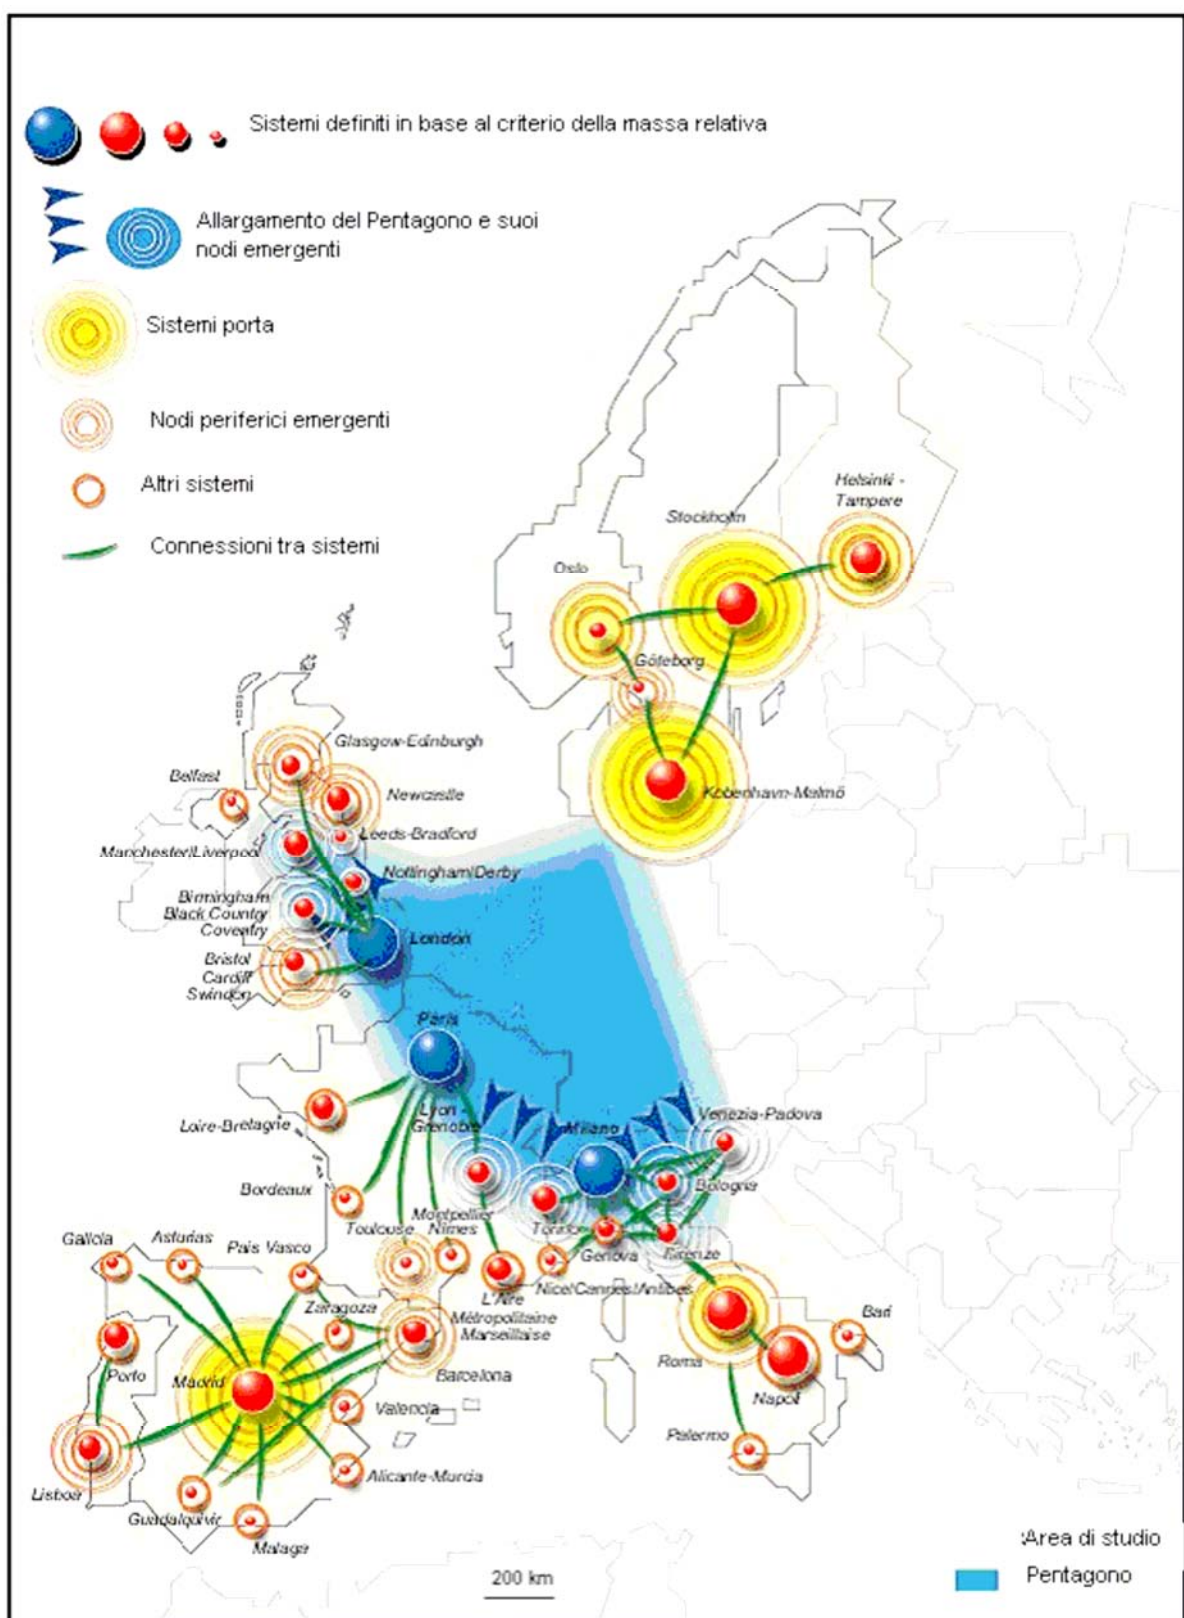 Sistemi definiti in base al criterio della massa relativa
Allargamento del Pentagono e suoi
nodi emergenti
Sistemi porta
Nodi periferici emergenti
Altri sistemi
Connessioni tra sistemi
Helsinki -
Tampere
Stockholm
Oslo
Göteborg
Kobenhavn-Malmö
Glasgow-Edinburgh
Belfast
Newcastle
Leeds-Bradford
Manchester/Liverpool
Nottingham/Derby
Birmingham
Black Country
Coventry
London
Bristol
Cardiff
Swindon
Paris
Lyon -
Grenoble
Milano
Venezia-Padova
Loire-Bretagne
Bologna
Bordeaux
Montpellier
Nimes
Toulouse
Torino
Genova
Firenze
Galicia
Asturias
Pais Vasco
Nice/Cannes/Antibes
L'Aire
Métropolitaine
Marseillaise
Zaragoza
Bari
Porto
Madrid
Barcelona
Roma
Napoli
Valencia
Palermo
Alicante-Murcia
Lisboa
Guadalquivir
Malaga
200 km
Area di studio
Pentagono